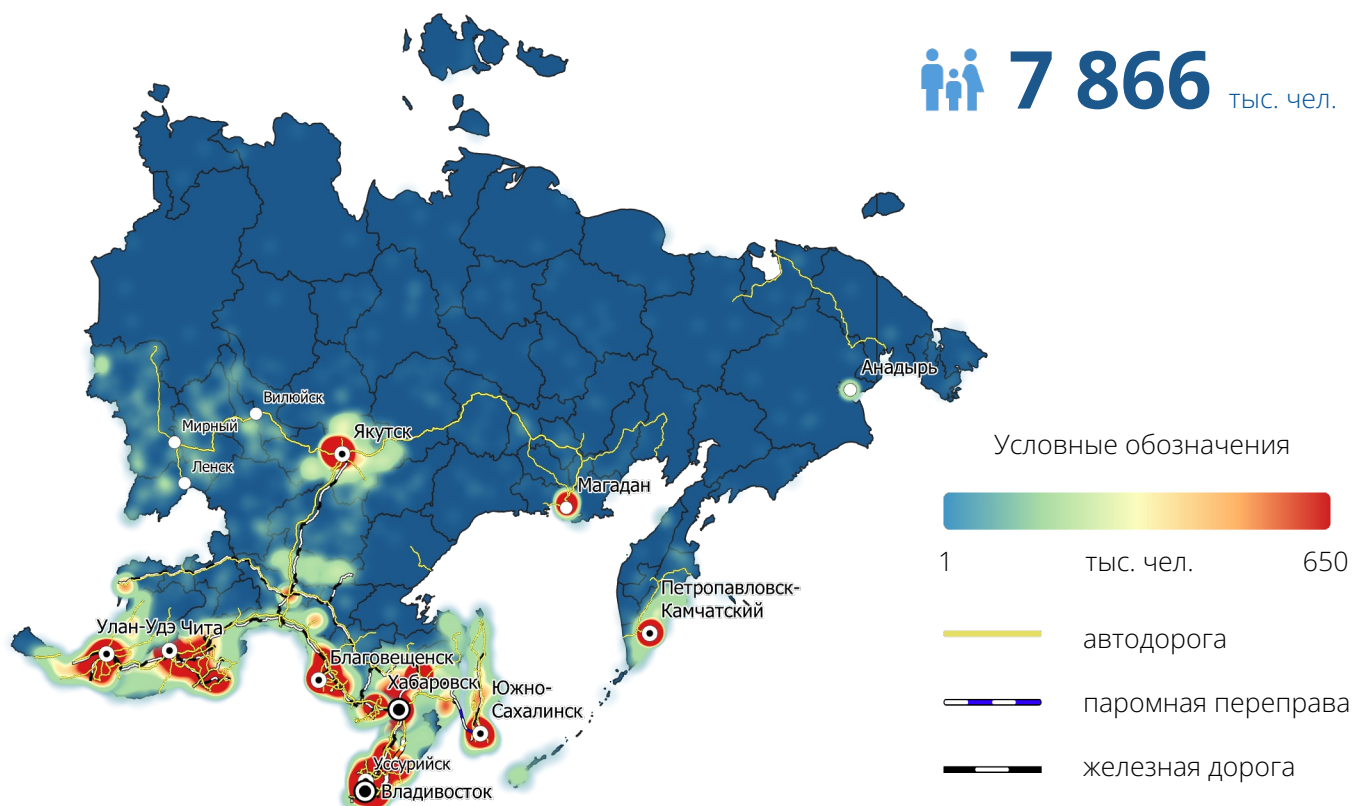 7 866 тыс. чел.
Анадырь
Вилюйск
Мирный
Якутск
Ленск
Магадан
Условные обозначения
1 тыс. чел. 650
Петропавловск-
Камчатский
Улан-Удэ Чита
автодорога
Благовещенск
Хабаровск
Южно-
Сахалинск
паромная переправа
Уссурийск
железная дорога
Владивосток